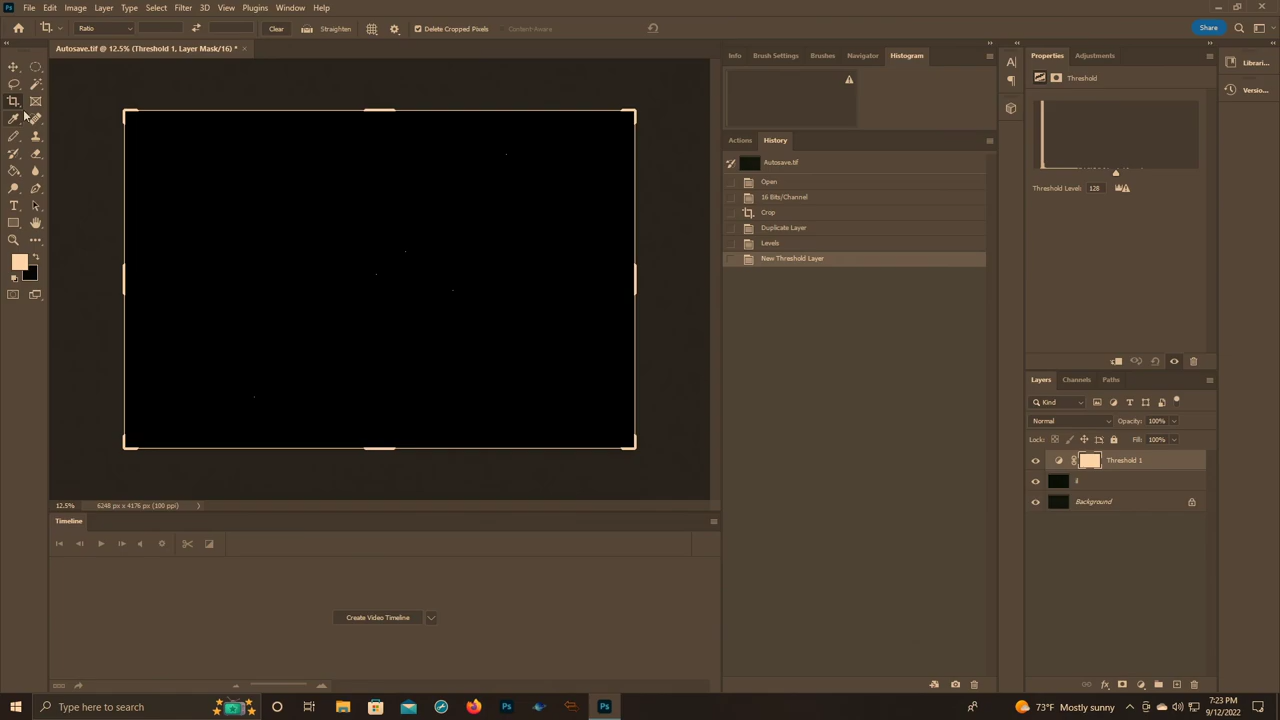 File Edit Image Layer Type Select Filter 3D View Plugins Window Help
Ratio Clear Straighten Delete Cropped Pixels Content-Aware Share
Autosave.tif @ 12.5% (Threshold 1, Layer Mask/16) *
Info Brush Settings Brushes Navigator Histogram
Properties Adjustments
Librari...
Threshold
Versio...
Actions History
Autosave.tif
Open
16 Bits/Channel
Crop
Duplicate Layer
Levels
New Threshold Layer
Threshold Level: 128
Layers Channels Paths
Kind
Normal Opacity: 100%
Lock: Fill: 100%
Threshold 1
Background
12.5% 6248 px x 4176 px (100 ppi)
Timeline
Create Video Timeline
Type here to search
73°F Mostly sunny
7:23 PM
9/12/2022